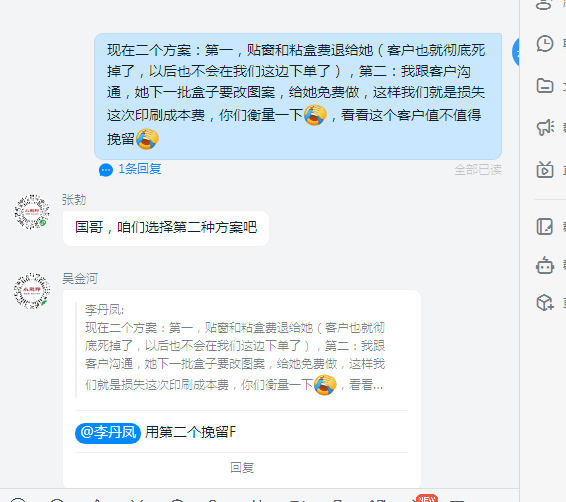 现在二个方案：第一，贴窗和粘盒费退给她（客户也就彻底死
掉了，以后也不会在我们这边下单了），第二：我跟客户沟
通，她下一批盒子要改图案，给她免费做，这样我们就是损失
这次印刷成本费，你们衡量一下😂，看看这个客户值不值得
挽留😂
1条回复
全部已读
张勃
国哥，咱们选择第二种方案吧
吴金河
李丹凤:
现在二个方案：第一，贴窗和粘盒费退给她（客户也就彻
底死掉了，以后也不会在我们这边下单了），第二：我跟
客户沟通，她下一批盒子要改图案，给她免费做，这样我
们就是损失这次印刷成本费，你们衡量一下😂，看看...
@李丹凤 用第二个挽留F
回复
NEW